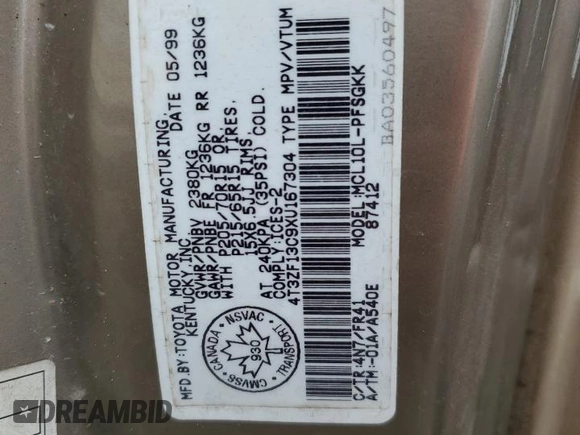 MFD.BY:TOYOTA MOTOR MANUFACTURING,
KENTUCKY,INC. DATE 05/99
GVWR/PNBV 2380KG
GAWR/PNBE FR 1236KG RR 1236KG
WITH P205/70R15 OR
P215/65R15 TIRES,
15X6.5JJ RIMS,
AT 240KPA (35PSI) COLD.
COMPLY:ICES-2
4T3ZF13C9XU167304 TYPE MPV/VTUM
MODEL:MCL10L-PFSGKK
87412
C/TR:4N7/FR41
A/TM:-01A/A540E
CANADA
NSVAC
TRANSPORT
CMVSS
930
BA03560497
DREAMBID